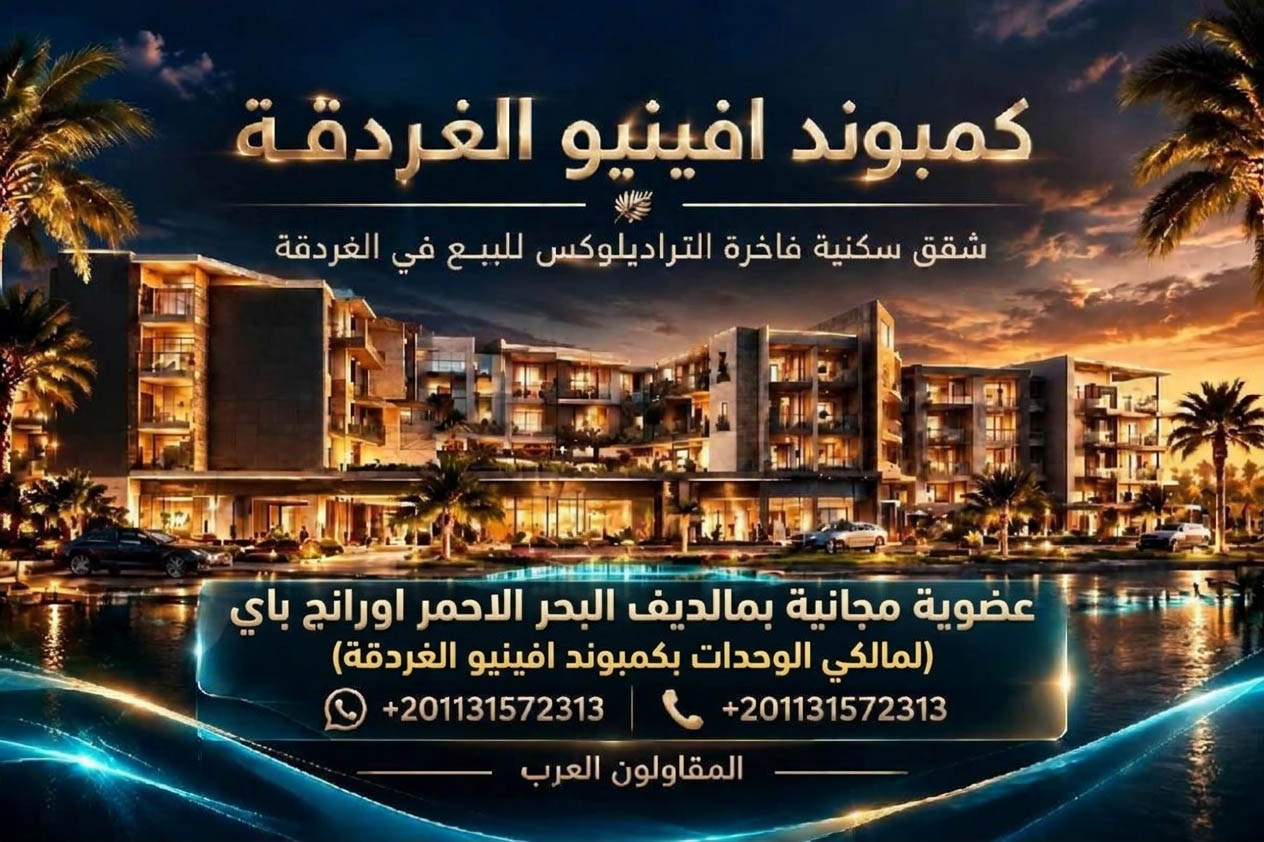 كمبوند افينيو الغردقة
شقق سكنية فاخرة التراديلوكس للبيع في الغردقة
عضوية مجانية بمالديف البحر الاحمر اورانج باي
(لمالكي الوحدات بكمبوند افينيو الغردقة)
+201131572313 +201131572313
المقاولون العرب